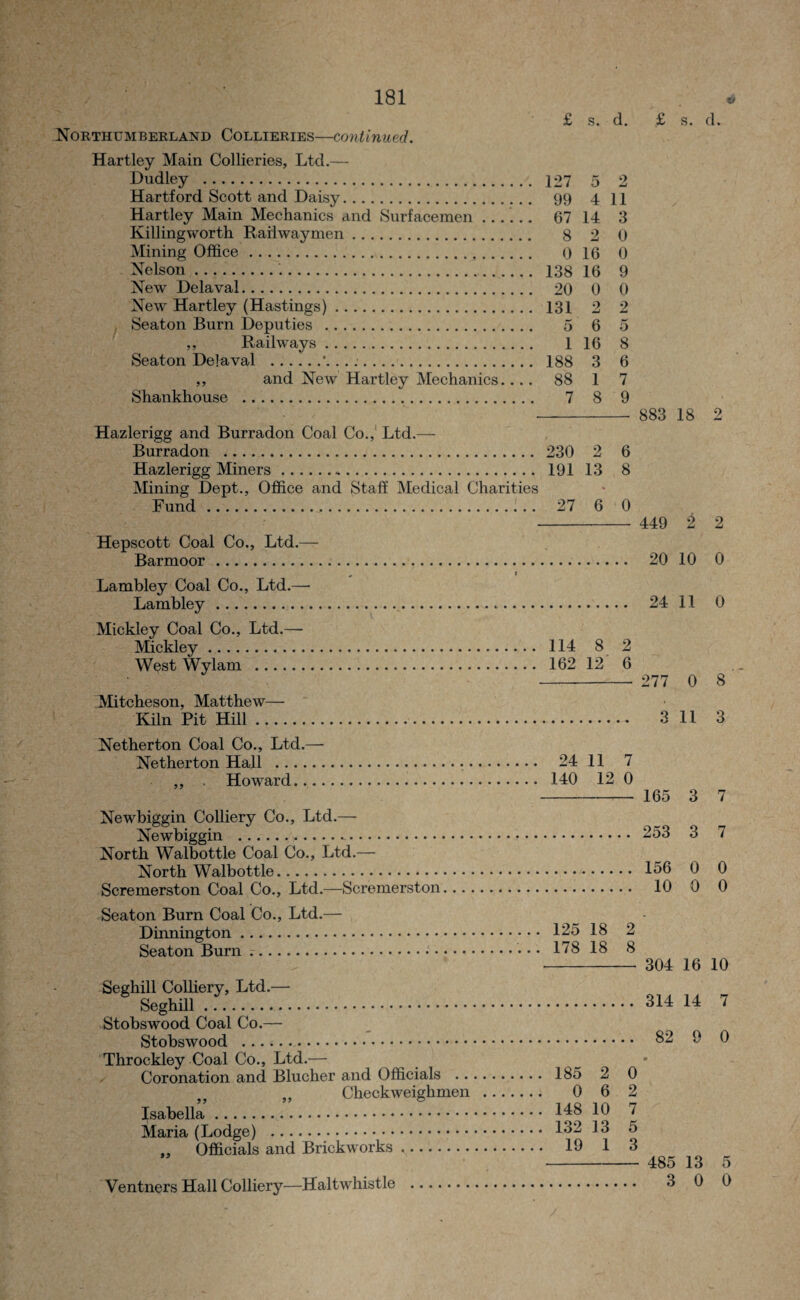 181
£ s. d. £ s. d.
NORTHUMBERLAND COLLIERIES—continued.
Hartley Main Collieries, Ltd.—
Dudley .......... 127 5 2
Hartford Scott and Daisy .......... 99 4 11
Hartley Main Mechanics and Surfacemen ...... 67 14 3
Killingworth Railwaymen .......... 8 2 0
Mining Office .......... 0 16 0
Nelson .......... 138 16 9
New Delaval .......... 20 0 0
New Hartley (Hastings) .......... 131 2 2
Seaton Burn Deputies .......... 5 6 5
,, Railways .......... 1 16 8
Seaton Delaval .......... 188 3 6
,, and New Hartley Mechanics.... 88 1 7
Shankhouse .......... 7 8 9
883 18 2
Hazlerigg and Burradon Coal Co., Ltd.—
Burradon .......... 230 2 6
Hazlerigg Miners .......... 191 13 8
Mining Dept., Office and Staff Medical Charities
Fund .......... 27 6 0
449 2 2
Hepscott Coal Co., Ltd.—
Barmoor .......... 20 10 0
Lambley Coal Co., Ltd.—
Lambley .......... 24 11 0
Mickley Coal Co., Ltd.—
Mickley .......... 114 8 2
West Wylam .......... 162 12 6
277 0 8
Mitcheson, Matthew—
Kiln Pit Hill .......... 3 11 3
Netherton Coal Co., Ltd.—
Netherton Hall .......... 24 11 7
,, Howard .......... 140 12 0
165 3 7
Newbiggin Colliery Co., Ltd.—
Newbiggin .......... 253 3 7
North Walbottle Coal Co., Ltd.—
North Walbottle .......... 156 0 0
Scremerston Coal Co., Ltd.—Scremerston .......... 10 0 0
Seaton Burn Coal Co., Ltd.—
Dinnington .......... 125 18 2
Seaton Burn .......... 178 18 8
304 16 10
Seghill Colliery, Ltd.—
Seghill .......... 314 14 7
Stobswood Coal Co.—
Stobswood .......... 82 9 0
Throckley Coal Co., Ltd.—
Coronation and Blucher and Officials .......... 185 2 0
,, ,, Checkweighmen ....... 0 6 2
Isabella .......... 148 10 7
Maria (Lodge) .......... 132 13 5
,, Officials and Brickworks .......... 19 1 3
485 13 5
Ventners Hall Colliery—Haltwhistle .......... 3 0 0